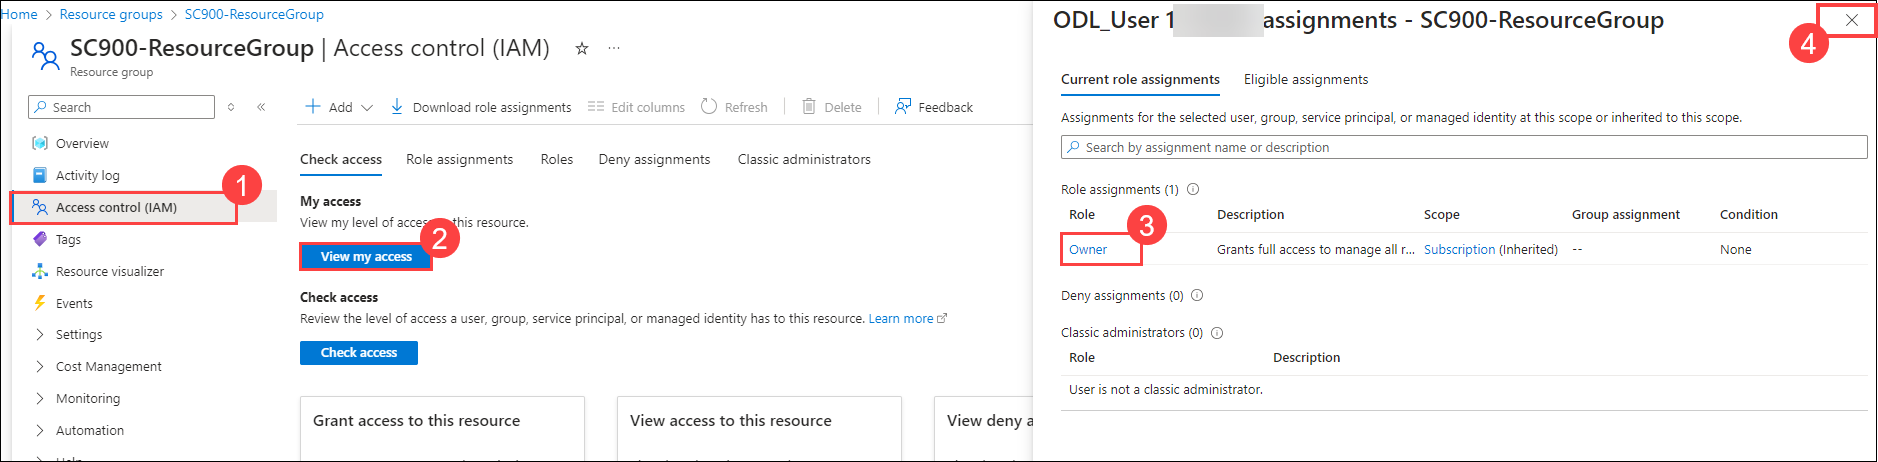 Home > Resource groups > SC900-ResourceGroup
SC900-ResourceGroup | Access control (IAM) ☆ ···
Resource group
Search
Overview
Activity log
Access control (IAM)
1
Tags
Resource visualizer
Events
Settings
Cost Management
Monitoring
Automation
Add
Download role assignments
Edit columns
Refresh
Delete
Feedback
Check access
Role assignments
Roles
Deny assignments
Classic administrators
My access
View my level of access to this resource.
View my access
2
Check access
Review the level of access a user, group, service principal, or managed identity has to this resource. Learn more
Check access
Grant access to this resource
View access to this resource
View deny a
ODL_User 1 assignments - SC900-ResourceGroup
4
Current role assignments
Eligible assignments
Assignments for the selected user, group, service principal, or managed identity at this scope or inherited to this scope.
Search by assignment name or description
Role assignments (1)
Role Description Scope Group assignment Condition
3
Owner Grants full access to manage all r... Subscription (Inherited) -- None
Deny assignments (0)
Classic administrators (0)
Role Description
User is not a classic administrator.